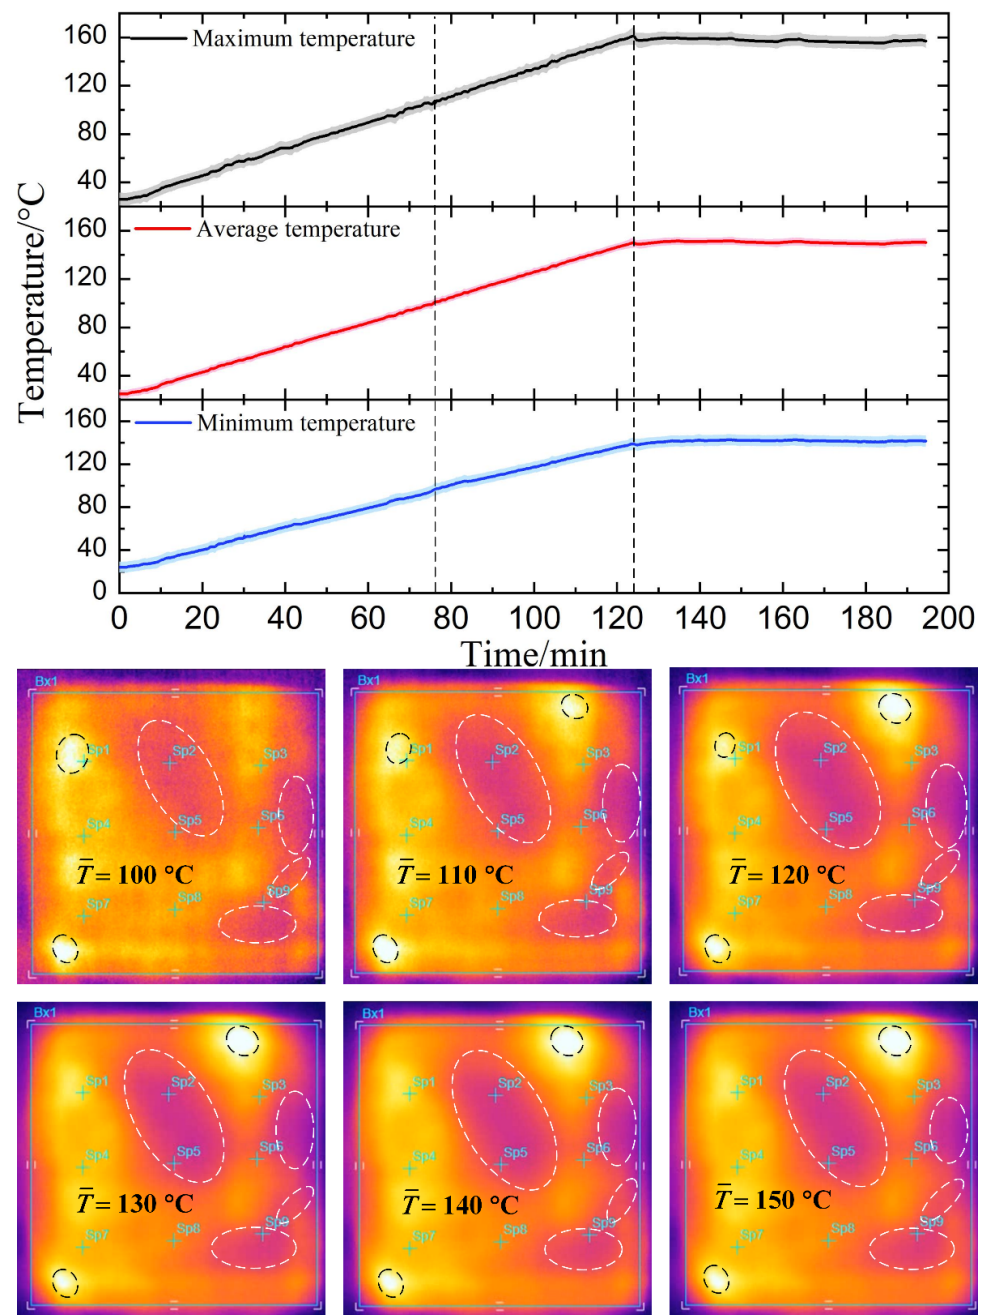 160
Maximum temperature
120
80
40
160
Average temperature
120
80
40
Temperature/°C
160
Minimum temperature
120
80
40
0
0 20 40 60 80 100 120 140 160 180 200
Time/min
Bx1
Sp1 Sp2 Sp3
Sp4 Sp5 Sp6
T̅ = 100 °C
Sp7 Sp8 Sp9
Bx1
Sp1 Sp2 Sp3
Sp4 Sp5 Sp6
T̅ = 110 °C
Sp7 Sp8 Sp9
Bx1
Sp1 Sp2 Sp3
Sp4 Sp5 Sp6
T̅ = 120 °C
Sp7 Sp8 Sp9
Bx1
Sp1 Sp2 Sp3
Sp4 Sp5 Sp6
T̅ = 130 °C
Sp7 Sp8 Sp9
Bx1
Sp1 Sp2 Sp3
Sp4 Sp5 Sp6
T̅ = 140 °C
Sp7 Sp8 Sp9
Bx1
Sp1 Sp2 Sp3
Sp4 Sp5 Sp6
T̅ = 150 °C
Sp7 Sp8 Sp9